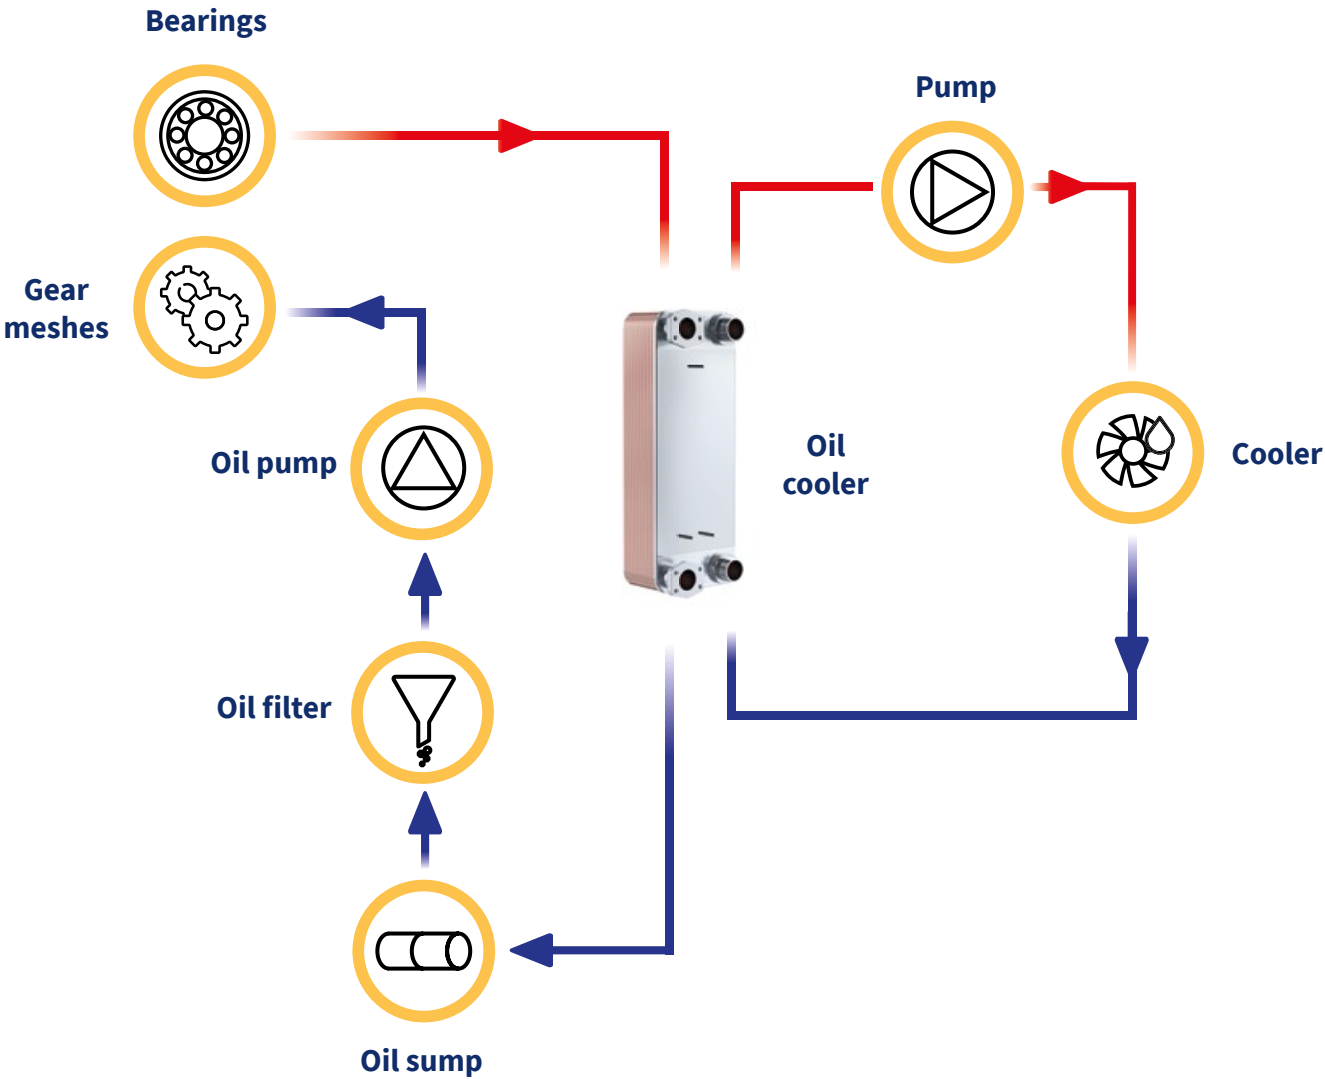 Bearings
Pump
Gear
meshes
Oil pump
Oil
cooler
Cooler
Oil filter
Oil sump